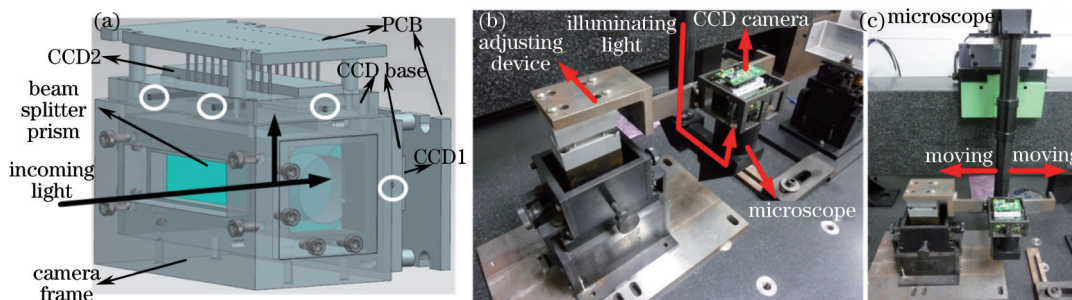 (a)
PCB
CCD2
CCD base
beam
splitter
prism
CCD1
incoming
light
camera
frame
(b)
illuminating
light
CCD camera
adjusting
device
microscope
(c)
microscope
moving
moving